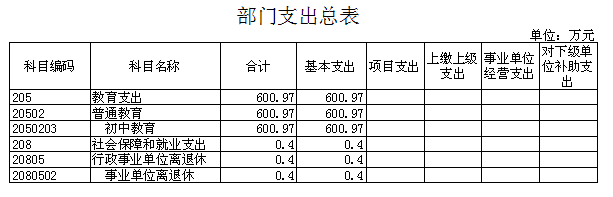 部门支出总表
单位：万元
科目编码 科目名称 合计 基本支出 项目支出 上缴上级支出 事业单位经营支出 对下级单位补助支出
205 教育支出 600.97 600.97
20502 普通教育 600.97 600.97
2050203 初中教育 600.97 600.97
208 社会保障和就业支出 0.4 0.4
20805 行政事业单位离退休 0.4 0.4
2080502 事业单位离退休 0.4 0.4